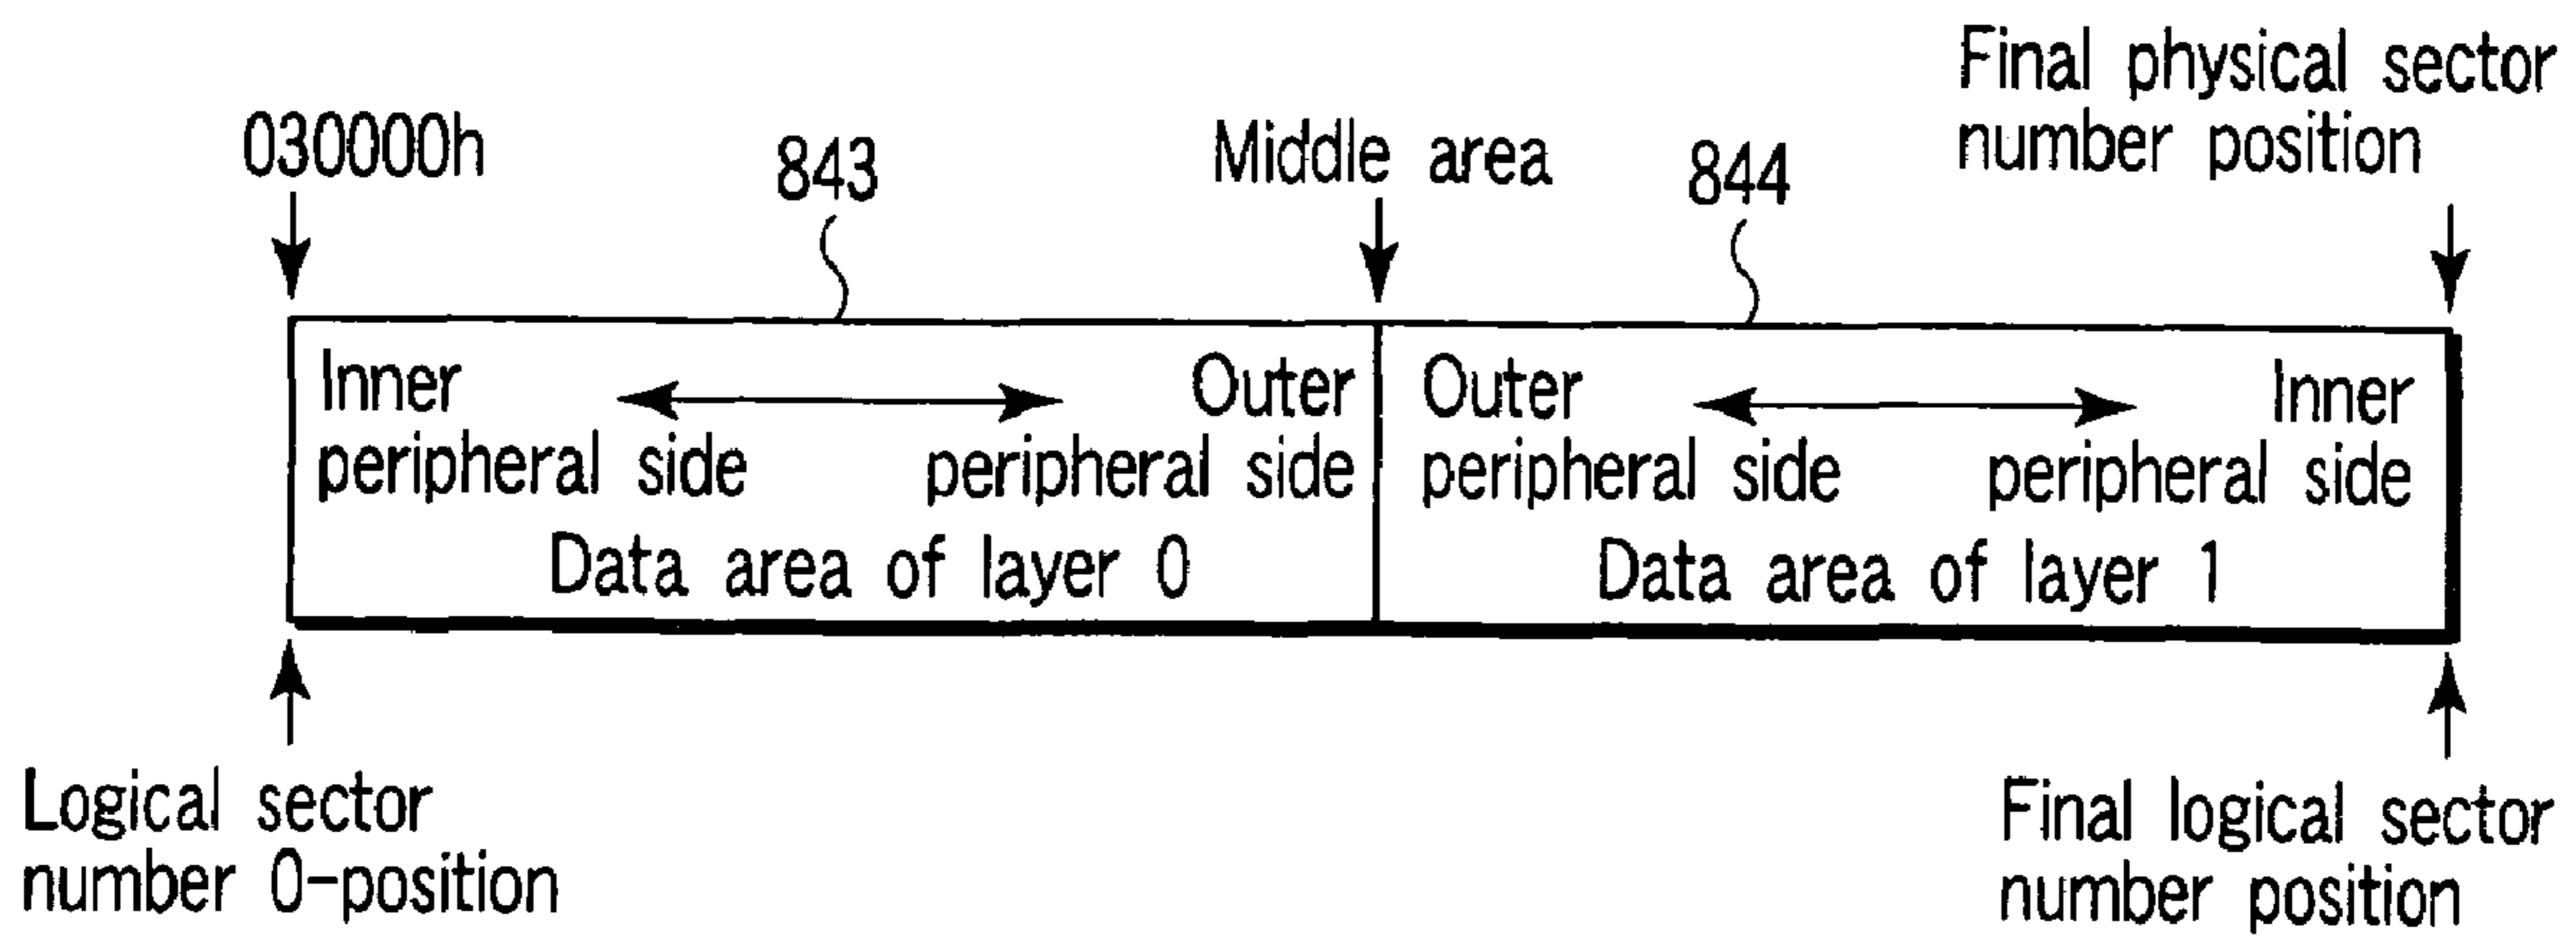 Final physical sector
number position
030000h
843
Middle area
844
Inner
peripheral side
Outer
peripheral side
Data area of layer 0
Outer
peripheral side
Inner
peripheral side
Data area of layer 1
Logical sector
number 0-position
Final logical sector
number position